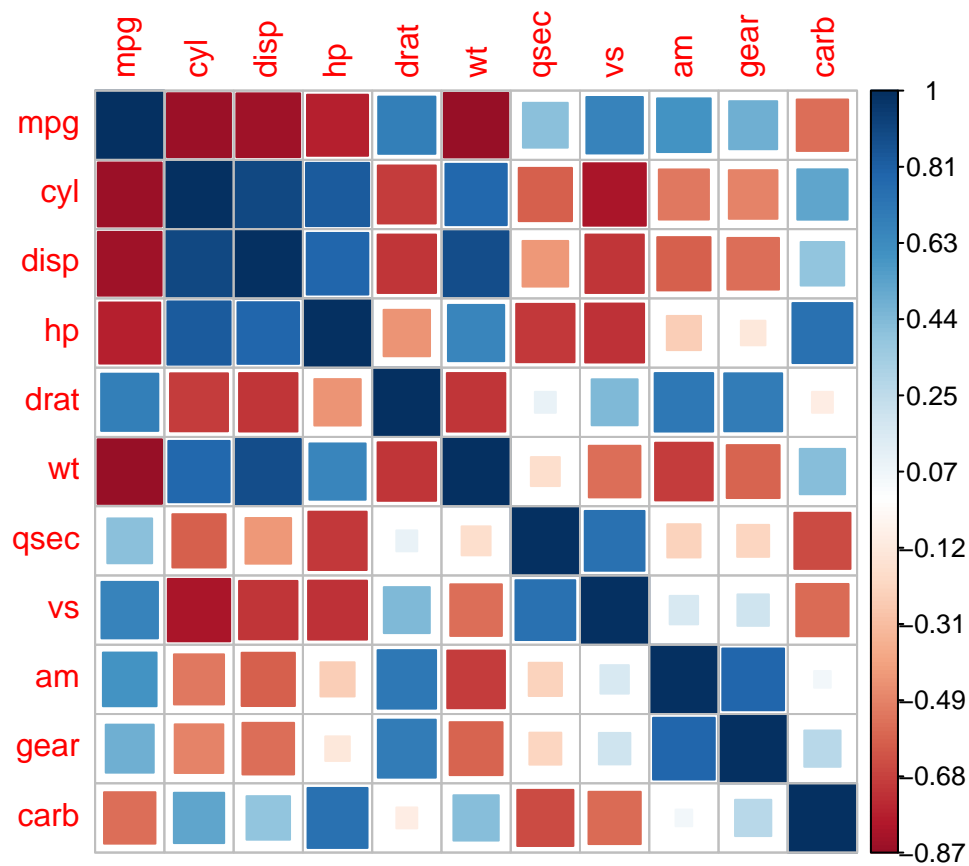 mpg cyl disp hp drat wt qsec vs am gear carb
mpg
cyl
disp
hp
drat
wt
qsec
vs
am
gear
carb
1
0.81
0.63
0.44
0.25
0.07
−0.12
−0.31
−0.49
−0.68
−0.87